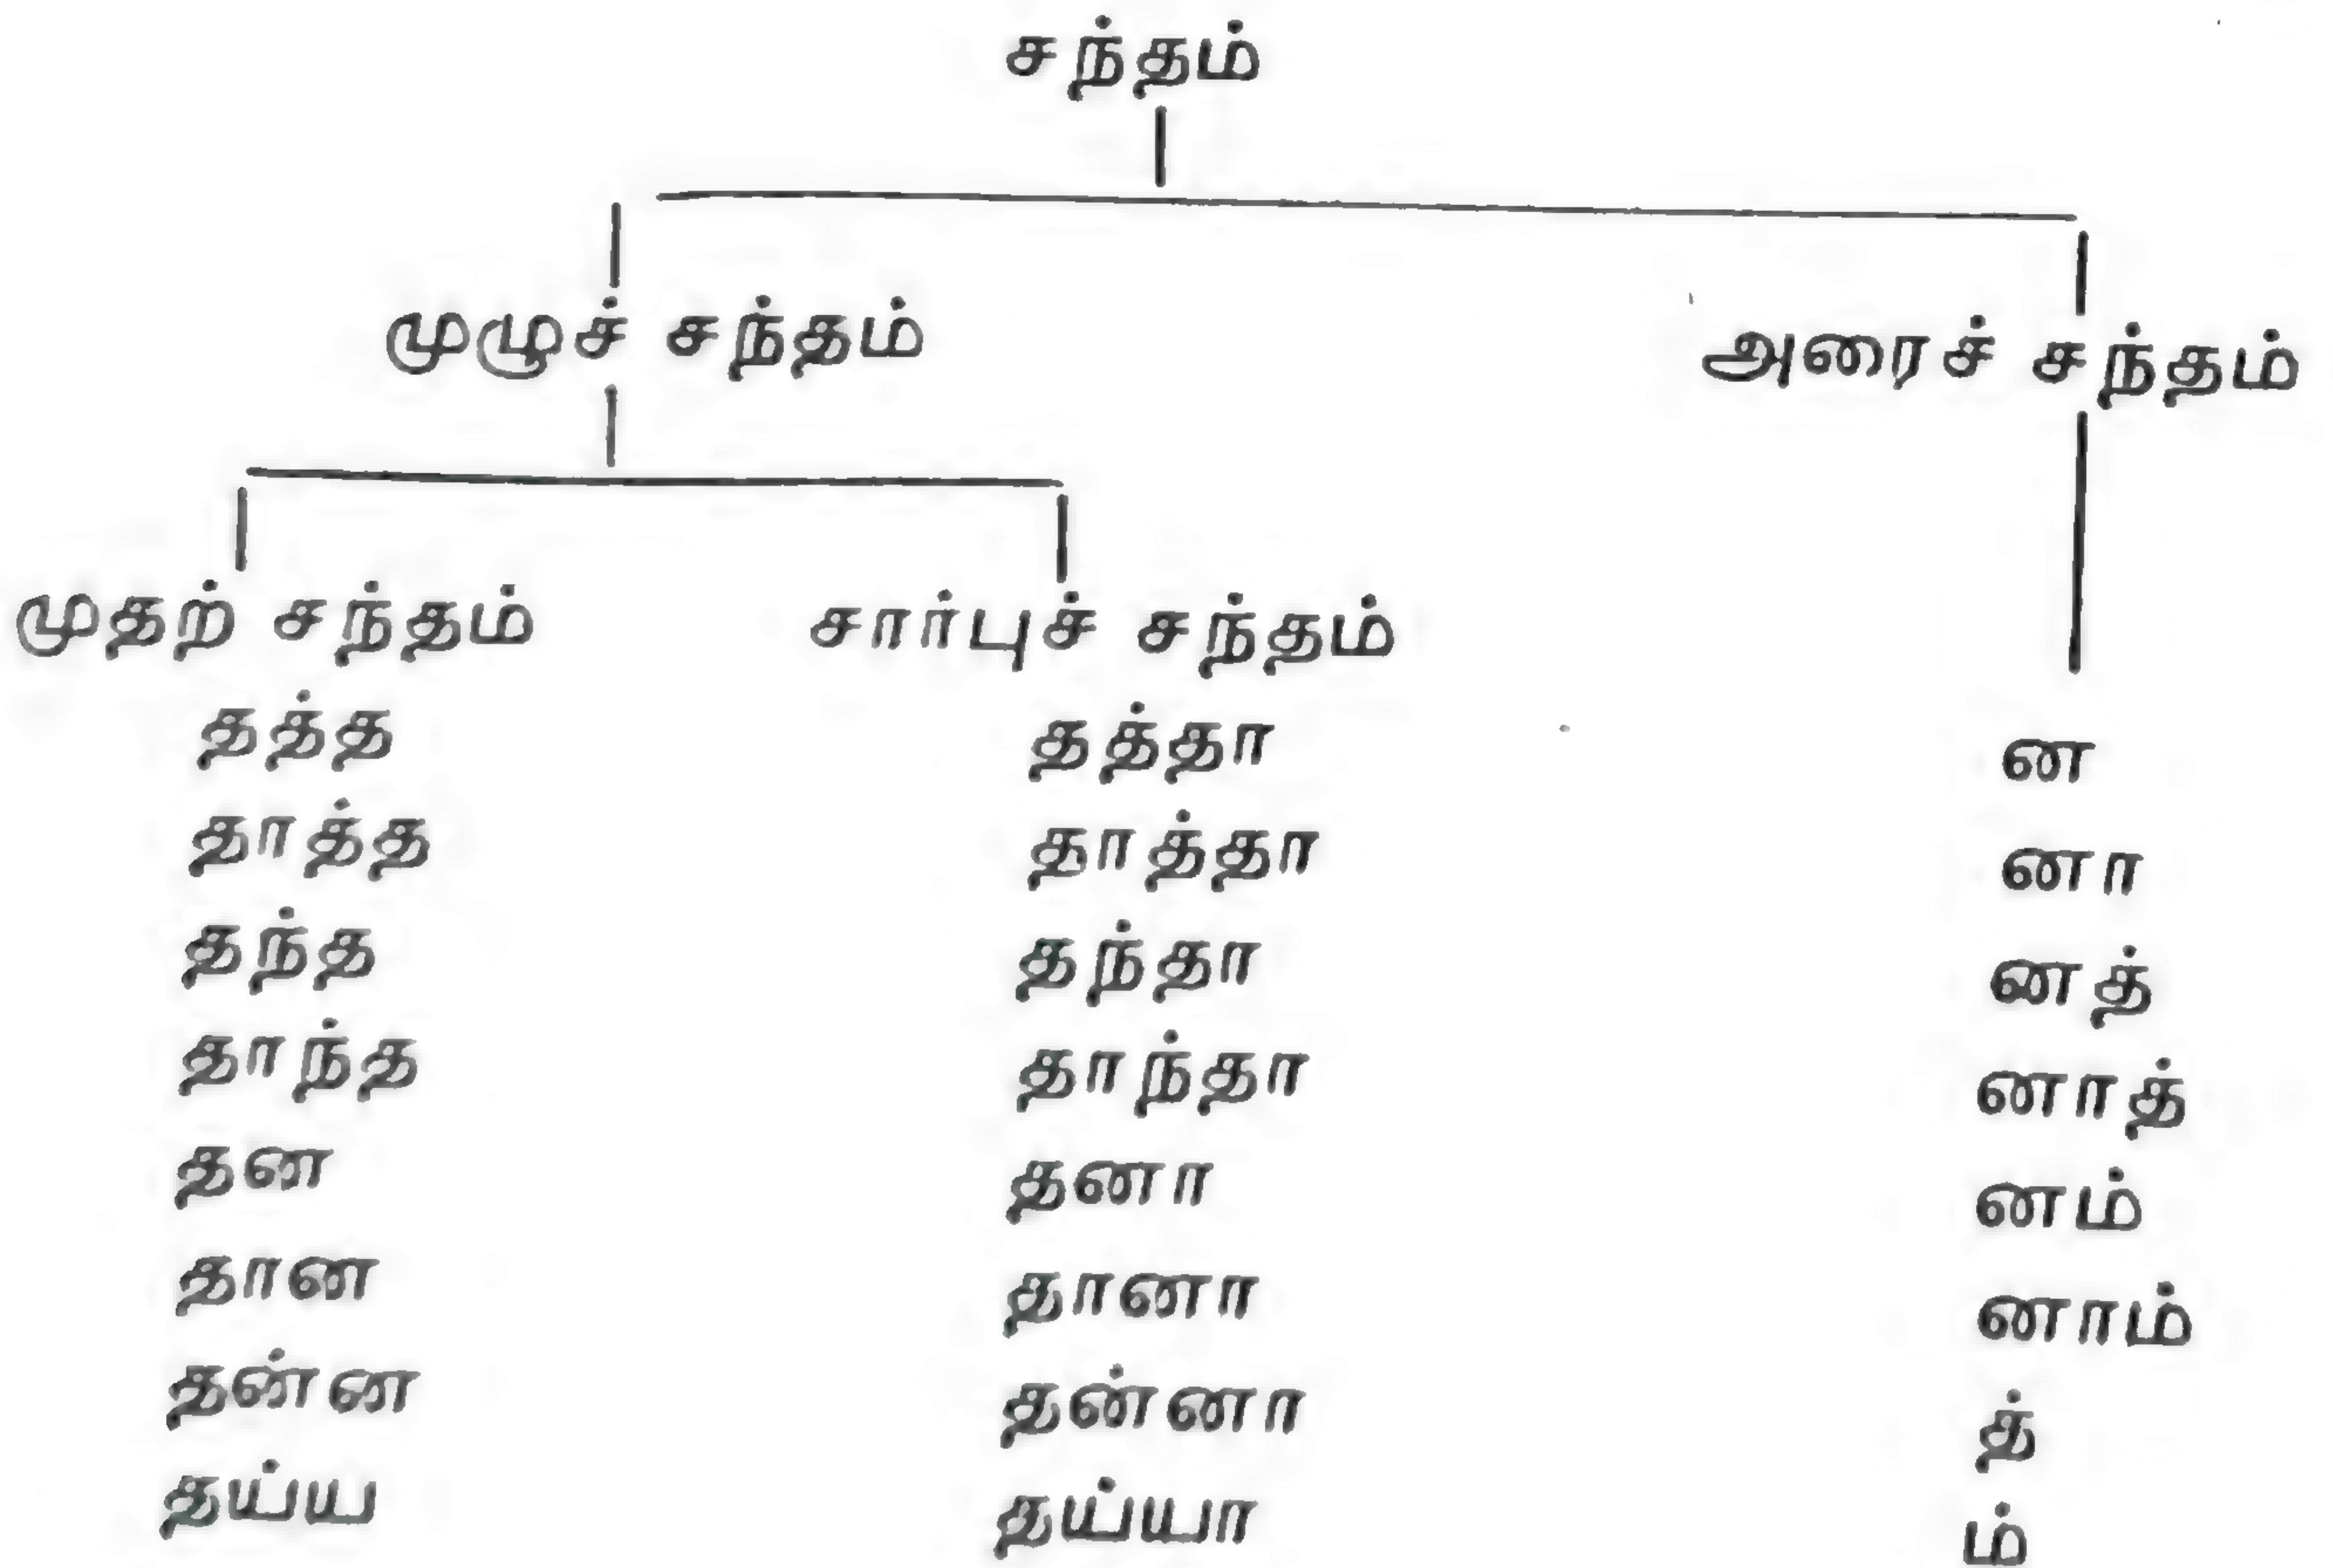 சந்தம்
முழுச் சந்தம் அரைச் சந்தம்
முதற் சந்தம் சார்புச் சந்தம்
தத்த தத்தா ன
தாத்த தாத்தா னா
தந்த தந்தா னத்
தாந்த தாந்தா னாத்
தன தனா னம்
தான தானா னாம்
தன்ன தன்னா த்
தய்ய தய்யா ம்